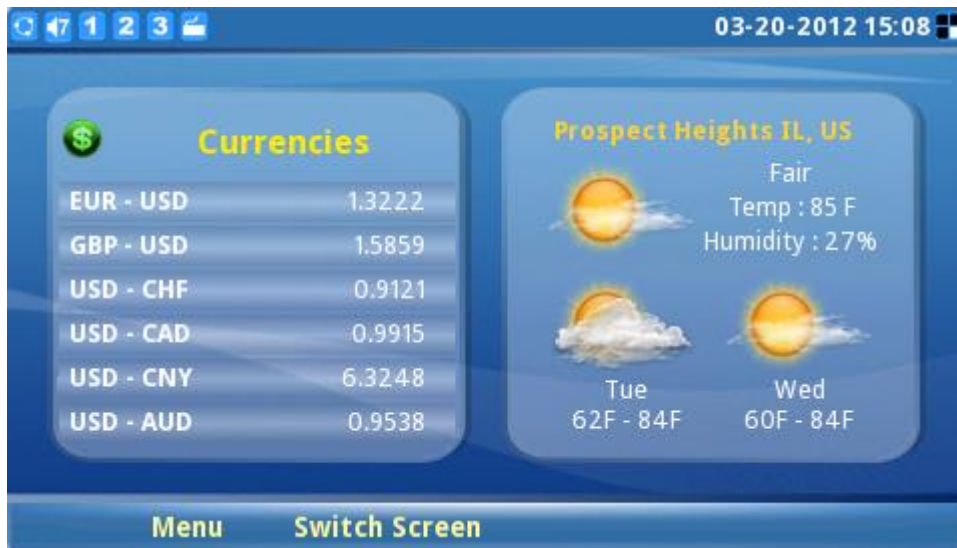 7 1 2 3 03-20-2012 15:08
$ Currencies
EUR - USD 1.3222
GBP - USD 1.5859
USD - CHF 0.9121
USD - CAD 0.9915
USD - CNY 6.3248
USD - AUD 0.9538
Prospect Heights IL, US
Fair
Temp : 85 F
Humidity : 27%
Tue Wed
62F - 84F 60F - 84F
Menu Switch Screen